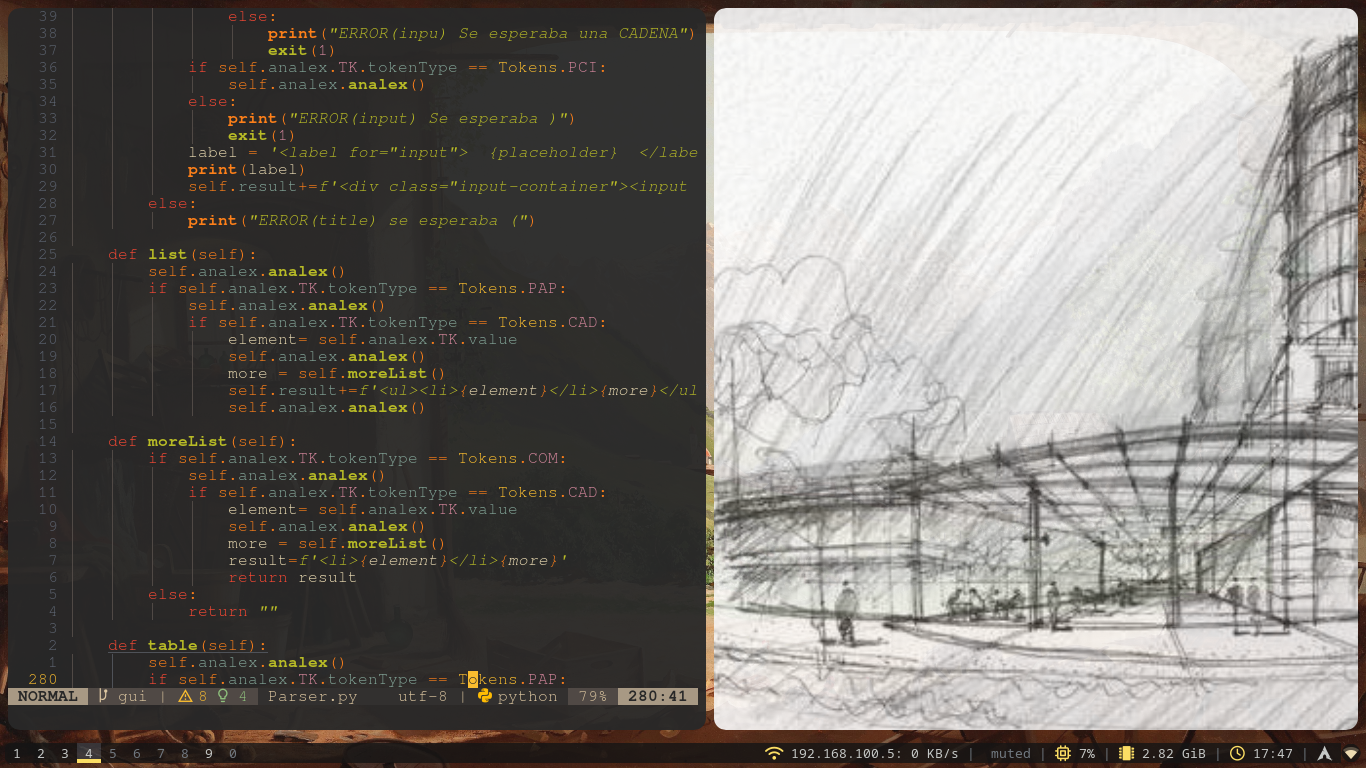 39 else:
38 print("ERROR(inpu) Se esperaba una CADENA")
37 exit(1)
36 if self.analex.TK.tokenType == Tokens.PCI:
35 self.analex.analex()
34 else:
33 print("ERROR(input) Se esperaba )")
32 exit(1)
31 label = '<label for="input">  {placeholder}  </labe
30 print(label)
29 self.result+=f'<div class="input-container"><input
28 else:
27 print("ERROR(title) se esperaba (")
26
25 def list(self):
24 self.analex.analex()
23 if self.analex.TK.tokenType == Tokens.PAP:
22 self.analex.analex()
21 if self.analex.TK.tokenType == Tokens.CAD:
20 element= self.analex.TK.value
19 self.analex.analex()
18 more = self.moreList()
17 self.result+=f'<ul><li>{element}</li>{more}</ul
16 self.analex.analex()
15
14 def moreList(self):
13 if self.analex.TK.tokenType == Tokens.COM:
12 self.analex.analex()
11 if self.analex.TK.tokenType == Tokens.CAD:
10 element= self.analex.TK.value
9 self.analex.analex()
8 more = self.moreList()
7 result=f'<li>{element}</li>{more}'
6 return result
5 else:
4 return ""
3
2 def table(self):
1 self.analex.analex()
280 if self.analex.TK.tokenType == Tokens.PAP:
NORMAL gui | 8 4 Parser.py utf-8 | python 79% 280:41
1 2 3 4 5 6 7 8 9 0 192.168.100.5: 0 KB/s | muted | 7% | 2.82 GiB | 17:47 |